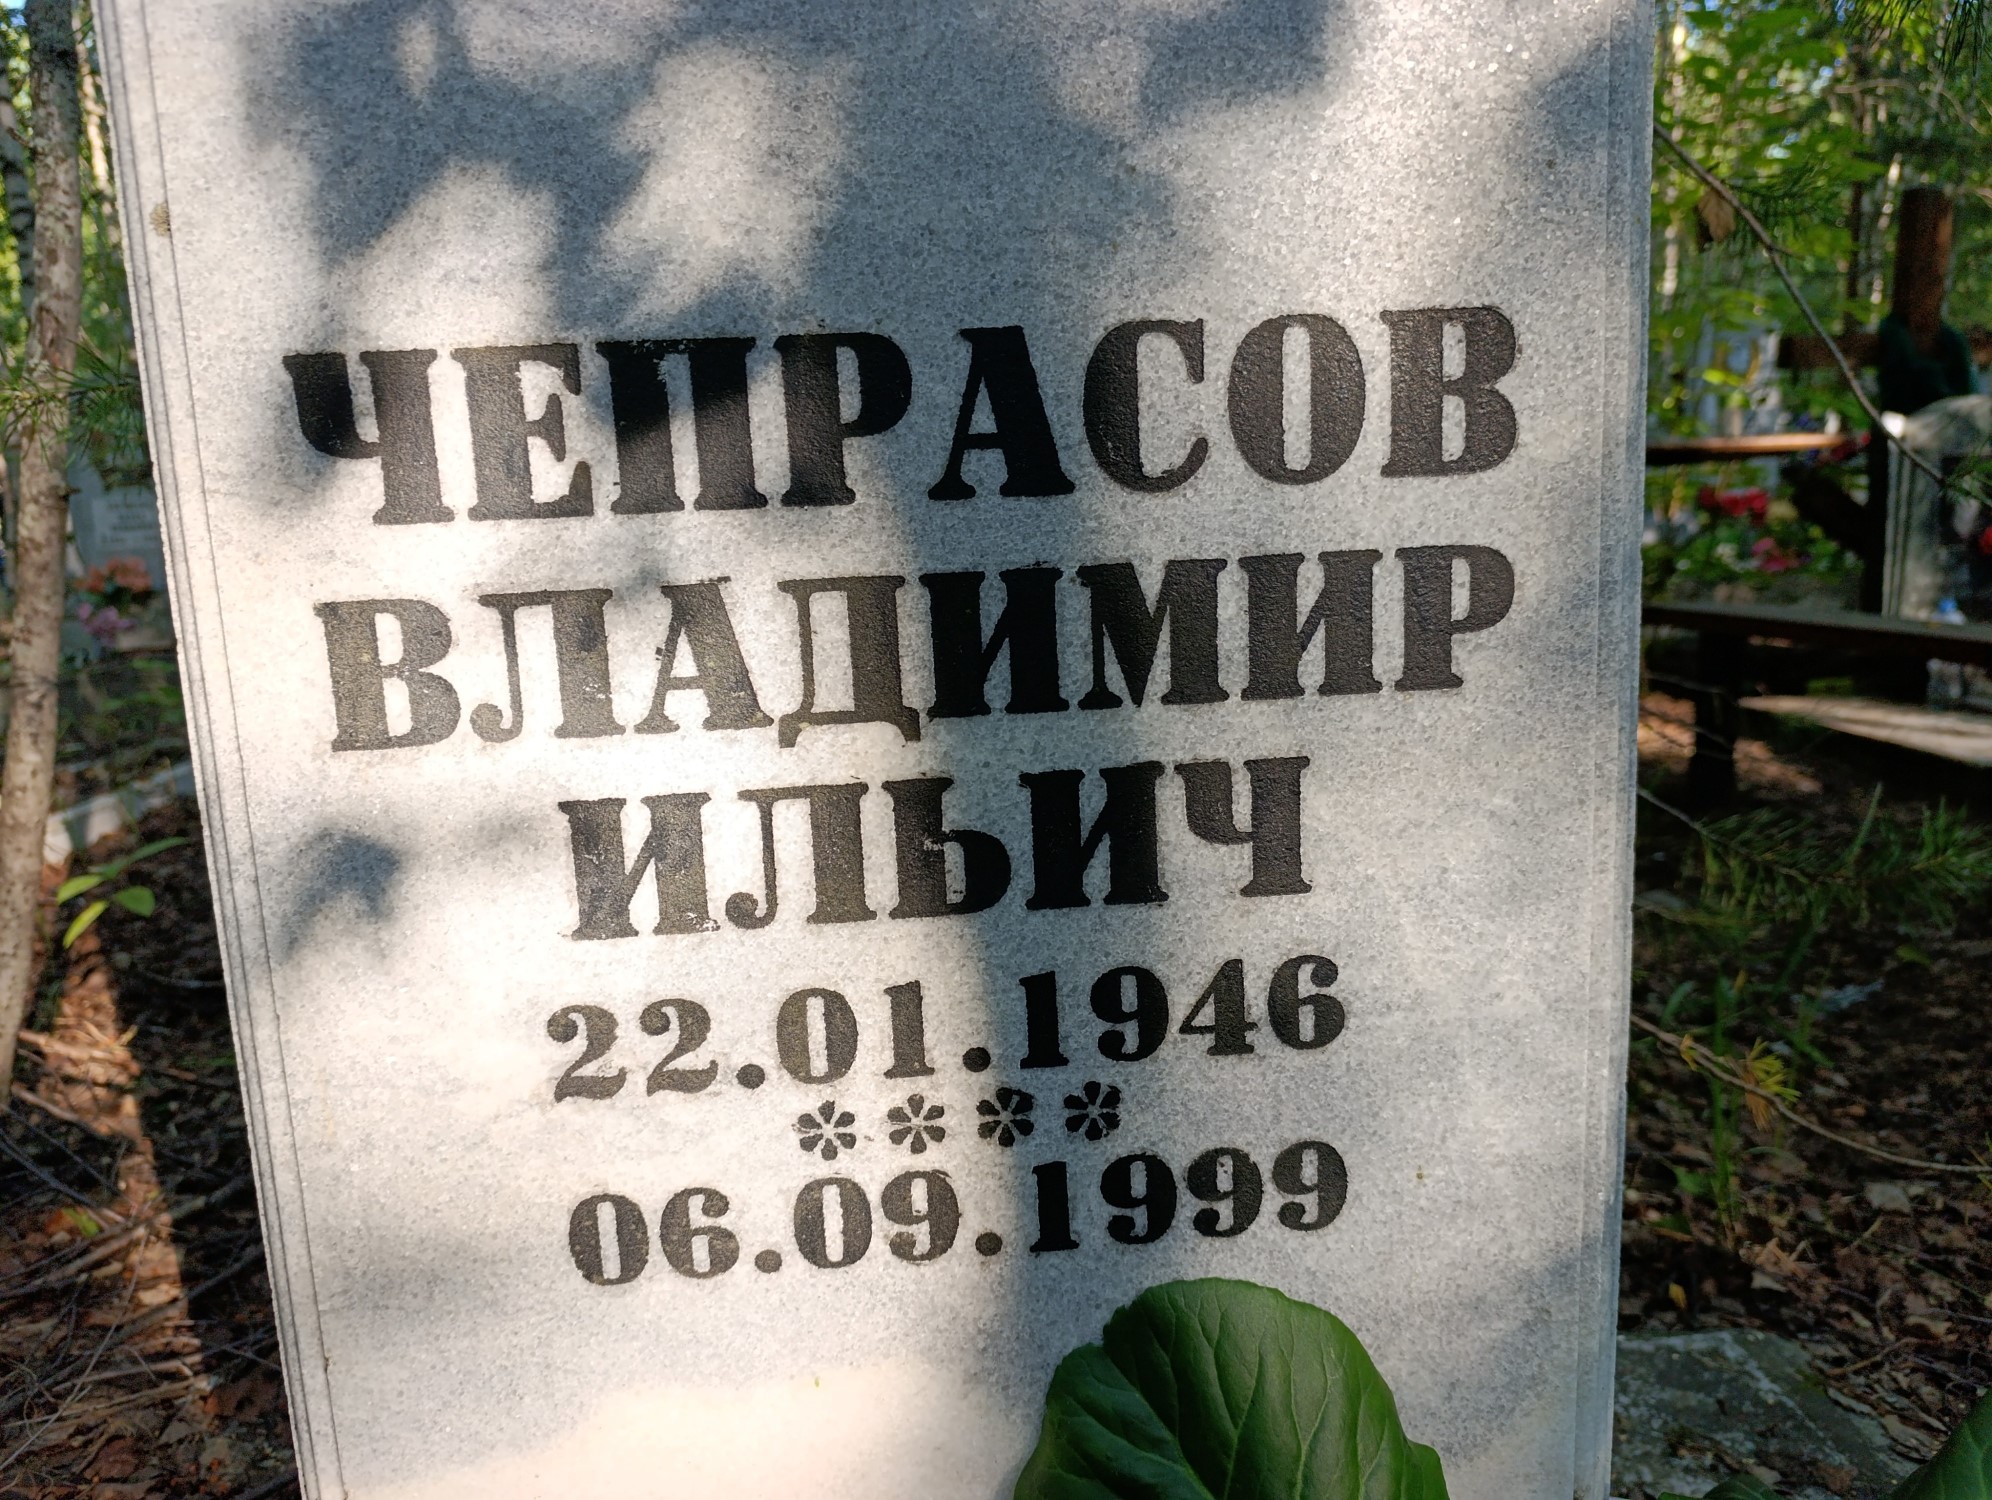 ЧЕПРАСОВ
ВЛАДИМИР
ИЛЬИЧ
22.01.1946
****
06.09.1999